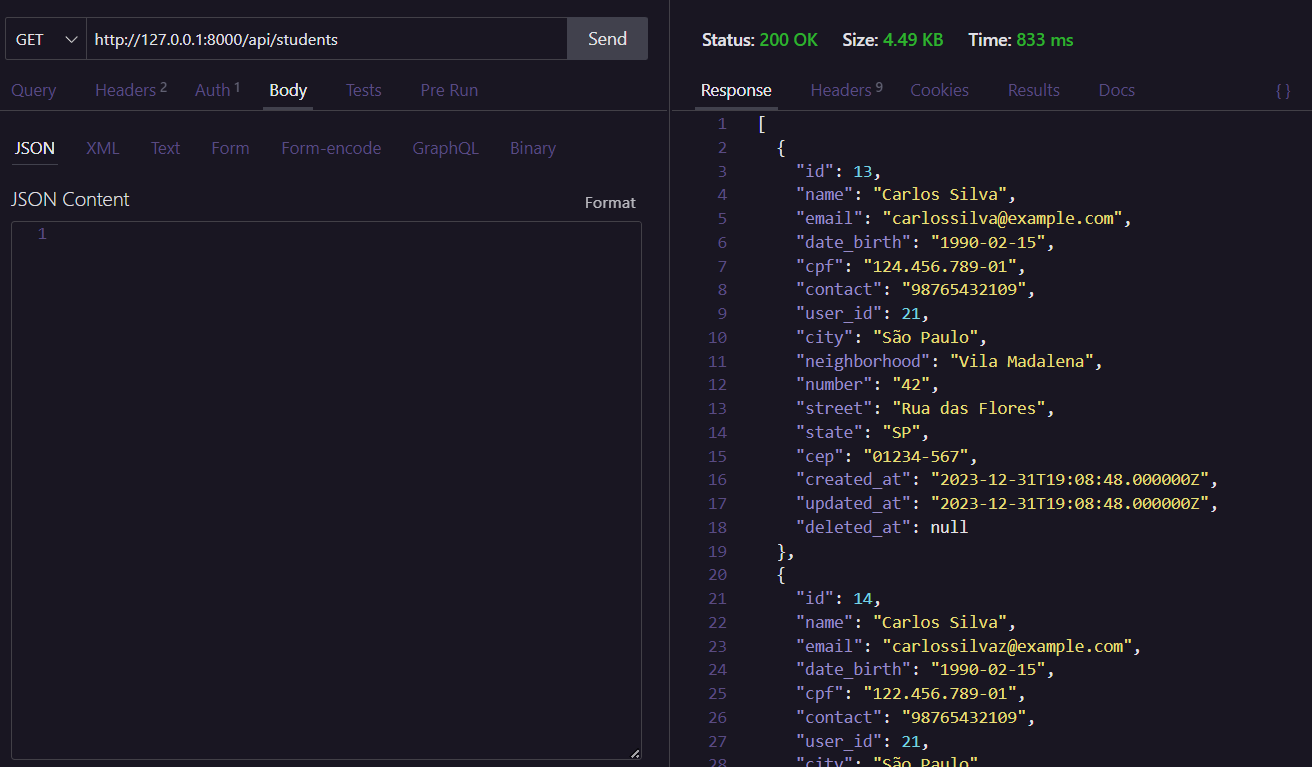 GET http://127.0.0.1:8000/api/students Send
Query Headers 2 Auth 1 Body Tests Pre Run
JSON XML Text Form Form-encode GraphQL Binary
JSON Content Format
1
Status: 200 OK Size: 4.49 KB Time: 833 ms
Response Headers 9 Cookies Results Docs { }
1 [
2 {
3 "id": 13,
4 "name": "Carlos Silva",
5 "email": "carlossilva@example.com",
6 "date_birth": "1990-02-15",
7 "cpf": "124.456.789-01",
8 "contact": "98765432109",
9 "user_id": 21,
10 "city": "São Paulo",
11 "neighborhood": "Vila Madalena",
12 "number": "42",
13 "street": "Rua das Flores",
14 "state": "SP",
15 "cep": "01234-567",
16 "created_at": "2023-12-31T19:08:48.000000Z",
17 "updated_at": "2023-12-31T19:08:48.000000Z",
18 "deleted_at": null
19 },
20 {
21 "id": 14,
22 "name": "Carlos Silva",
23 "email": "carlossilvaz@example.com",
24 "date_birth": "1990-02-15",
25 "cpf": "122.456.789-01",
26 "contact": "98765432109",
27 "user_id": 21,
28 "city": "São Paulo"